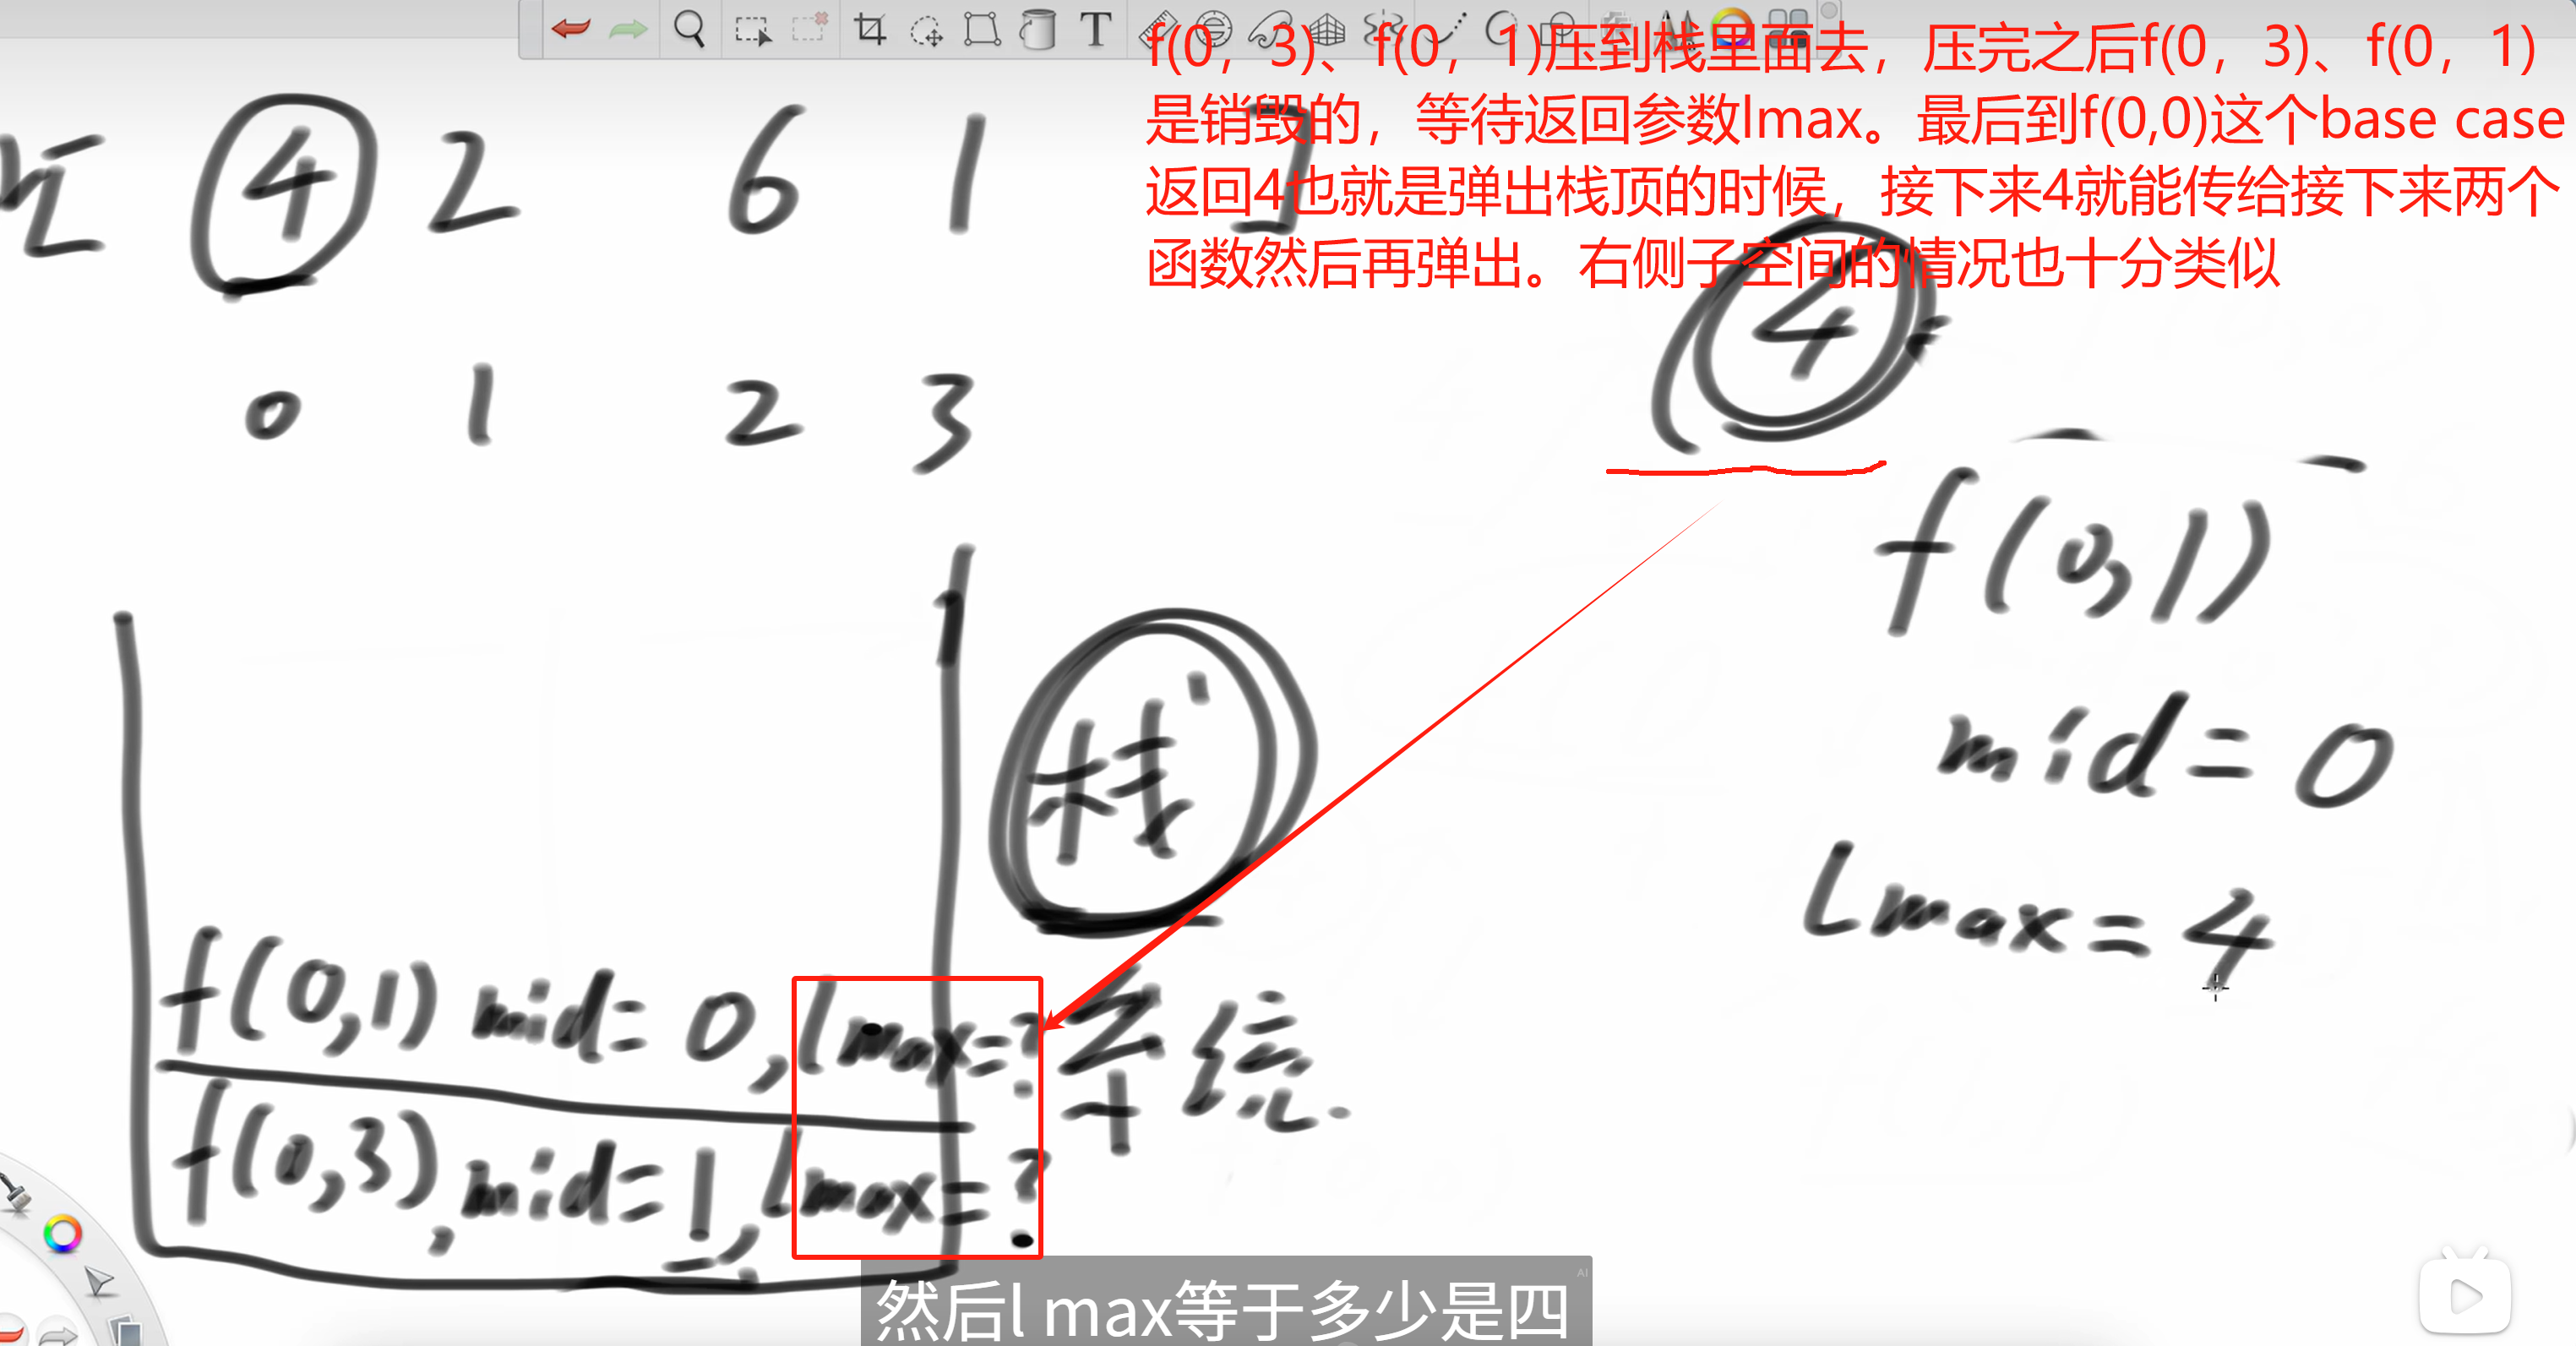 f(0，3)、f(0，1)压到栈里面去，压完之后f(0，3)、f(0，1)
是销毁的，等待返回参数lmax。最后到f(0,0)这个base case
返回4也就是弹出栈顶的时候，接下来4就能传给接下来两个
函数然后再弹出。右侧子空间的情况也十分类似
4 2 6 1 ]
4
0 1 2 3
f(0,1)
mid=0
lmax=4
栈
系统.
f(0,1) mid=0, lmax=?
f(0,3), mid=1, lmax=?
然后l max等于多少是四
AI